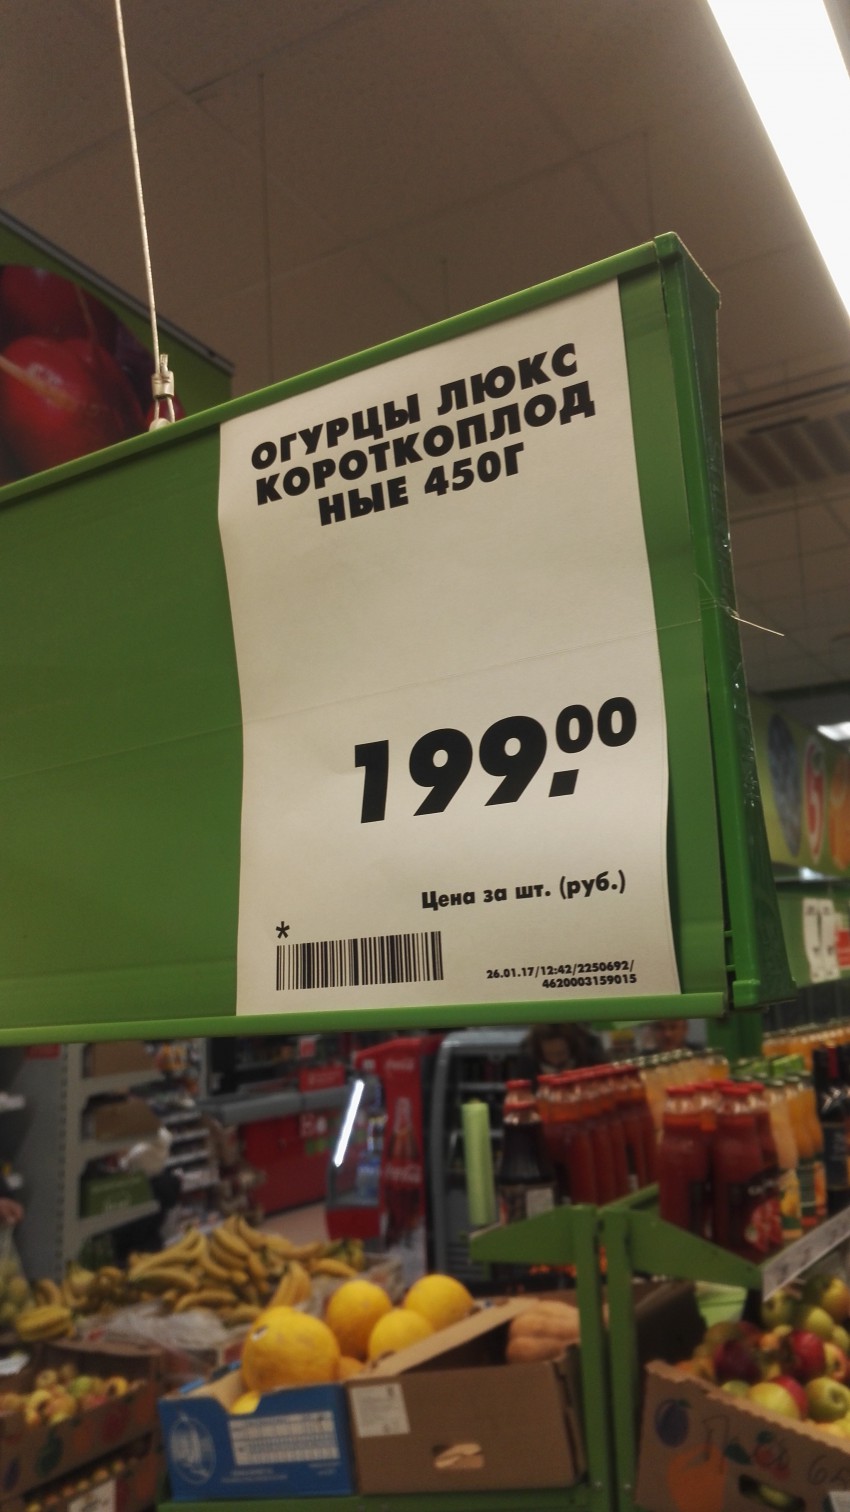 ОГУРЦЫ ЛЮКС
КОРОТКОПЛОД
НЫЕ 450Г
199.00
Цена за шт. (руб.)
*
26.01.17/12:42/2250692/
4620003159015